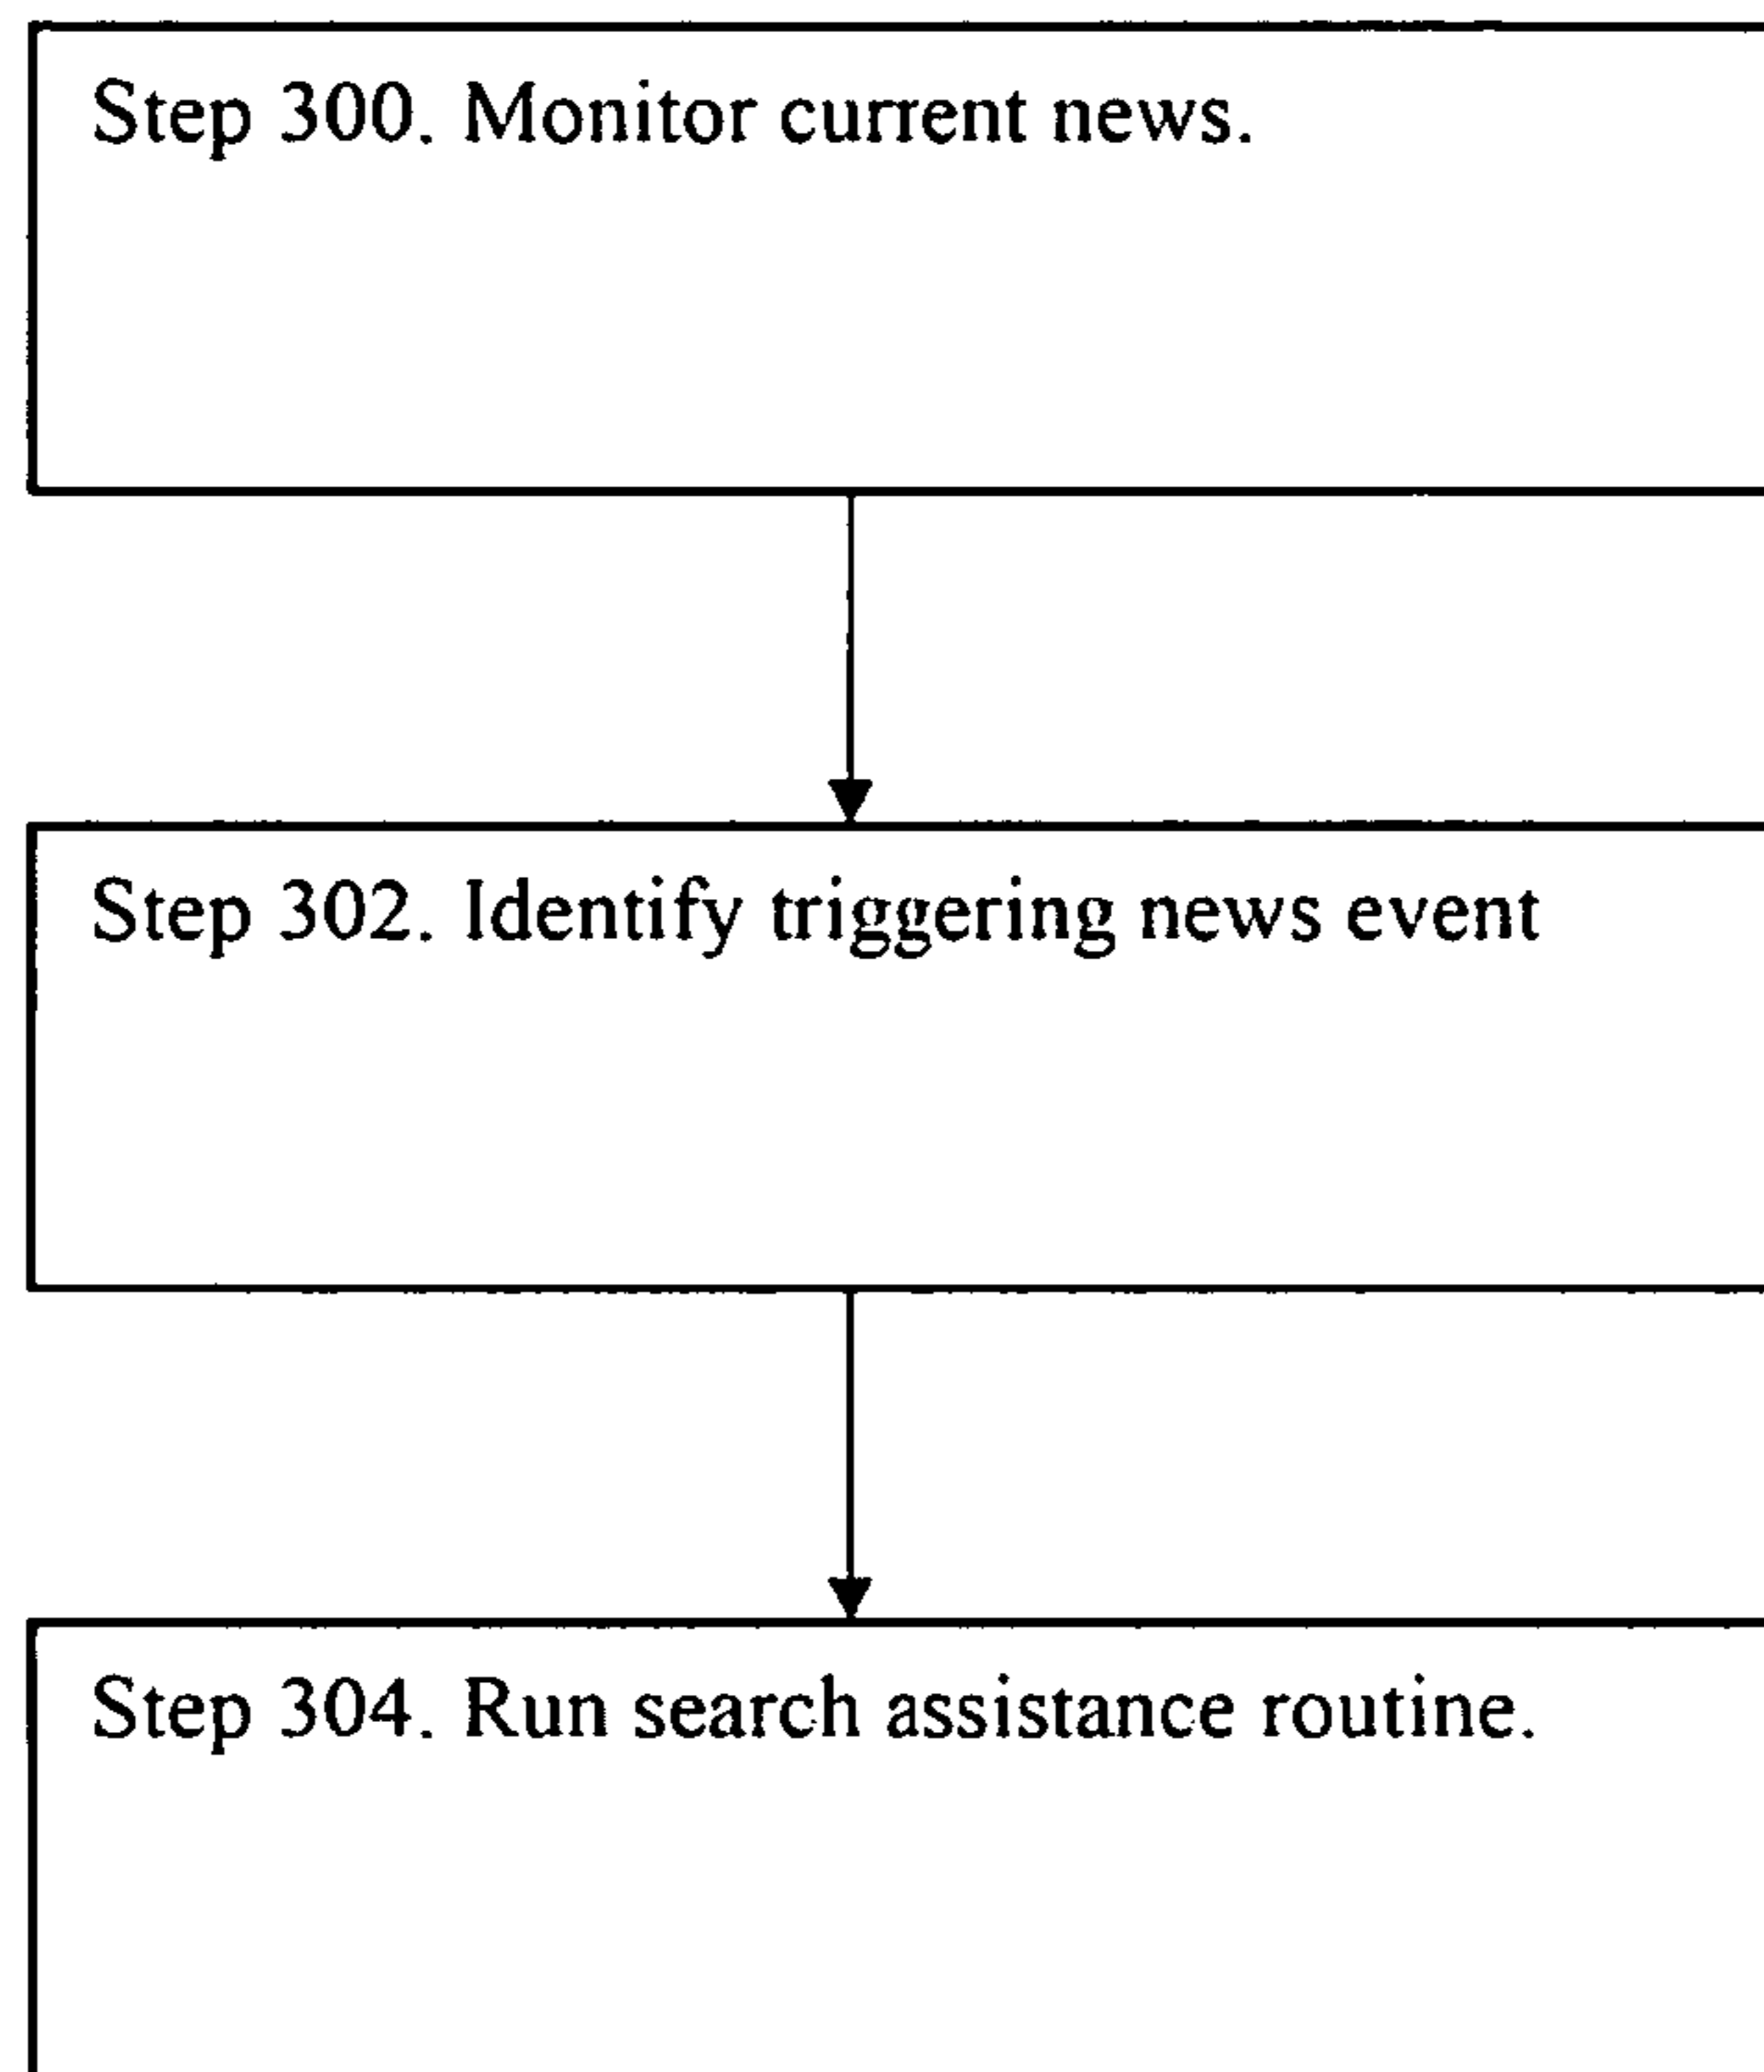 Step 300. Monitor current news.
Step 302. Identify triggering news event
Step 304. Run search assistance routine.